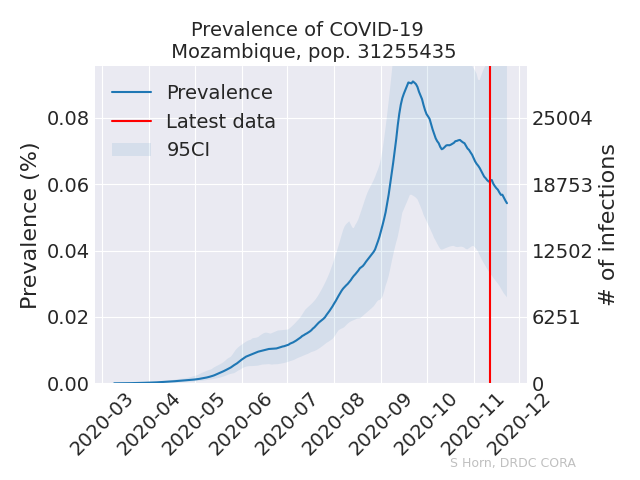 Prevalence of COVID-19
Mozambique, pop. 31255435
Prevalence
Latest data
95CI
Prevalence (%)
0.08
0.06
0.04
0.02
0.00
25004
18753
12502
6251
0
# of infections
2020-03
2020-04
2020-05
2020-06
2020-07
2020-08
2020-09
2020-10
2020-11
2020-12
S Horn, DRDC CORA